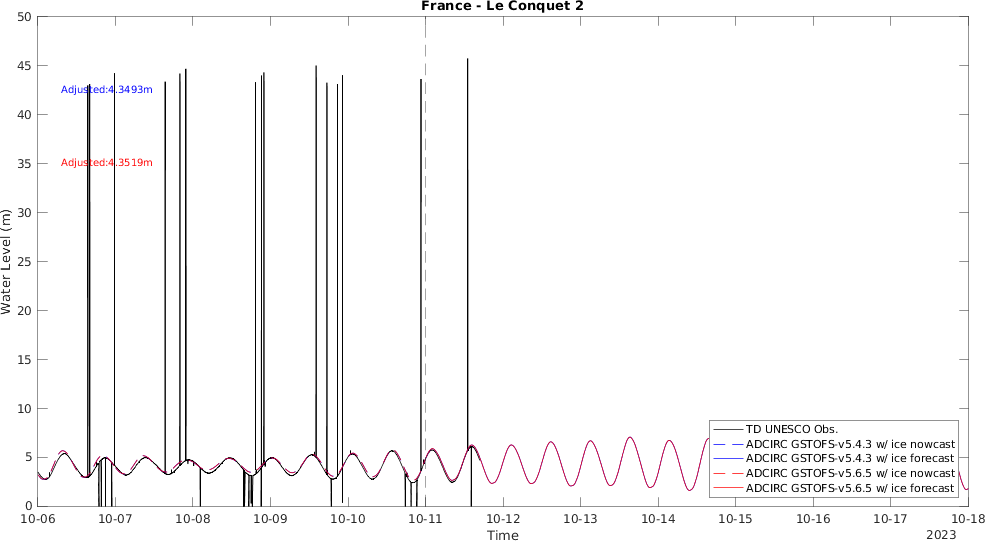 France - Le Conquet 2
50
45
40
35
30
25
20
15
10
5
0
Water Level (m)
Adjusted:4.3493m
Adjusted:4.3519m
TD UNESCO Obs.
ADCIRC GSTOFS-v5.4.3 w/ ice nowcast
ADCIRC GSTOFS-v5.4.3 w/ ice forecast
ADCIRC GSTOFS-v5.6.5 w/ ice nowcast
ADCIRC GSTOFS-v5.6.5 w/ ice forecast
10-06 10-07 10-08 10-09 10-10 10-11 10-12 10-13 10-14 10-15 10-16 10-17 10-18
Time
2023